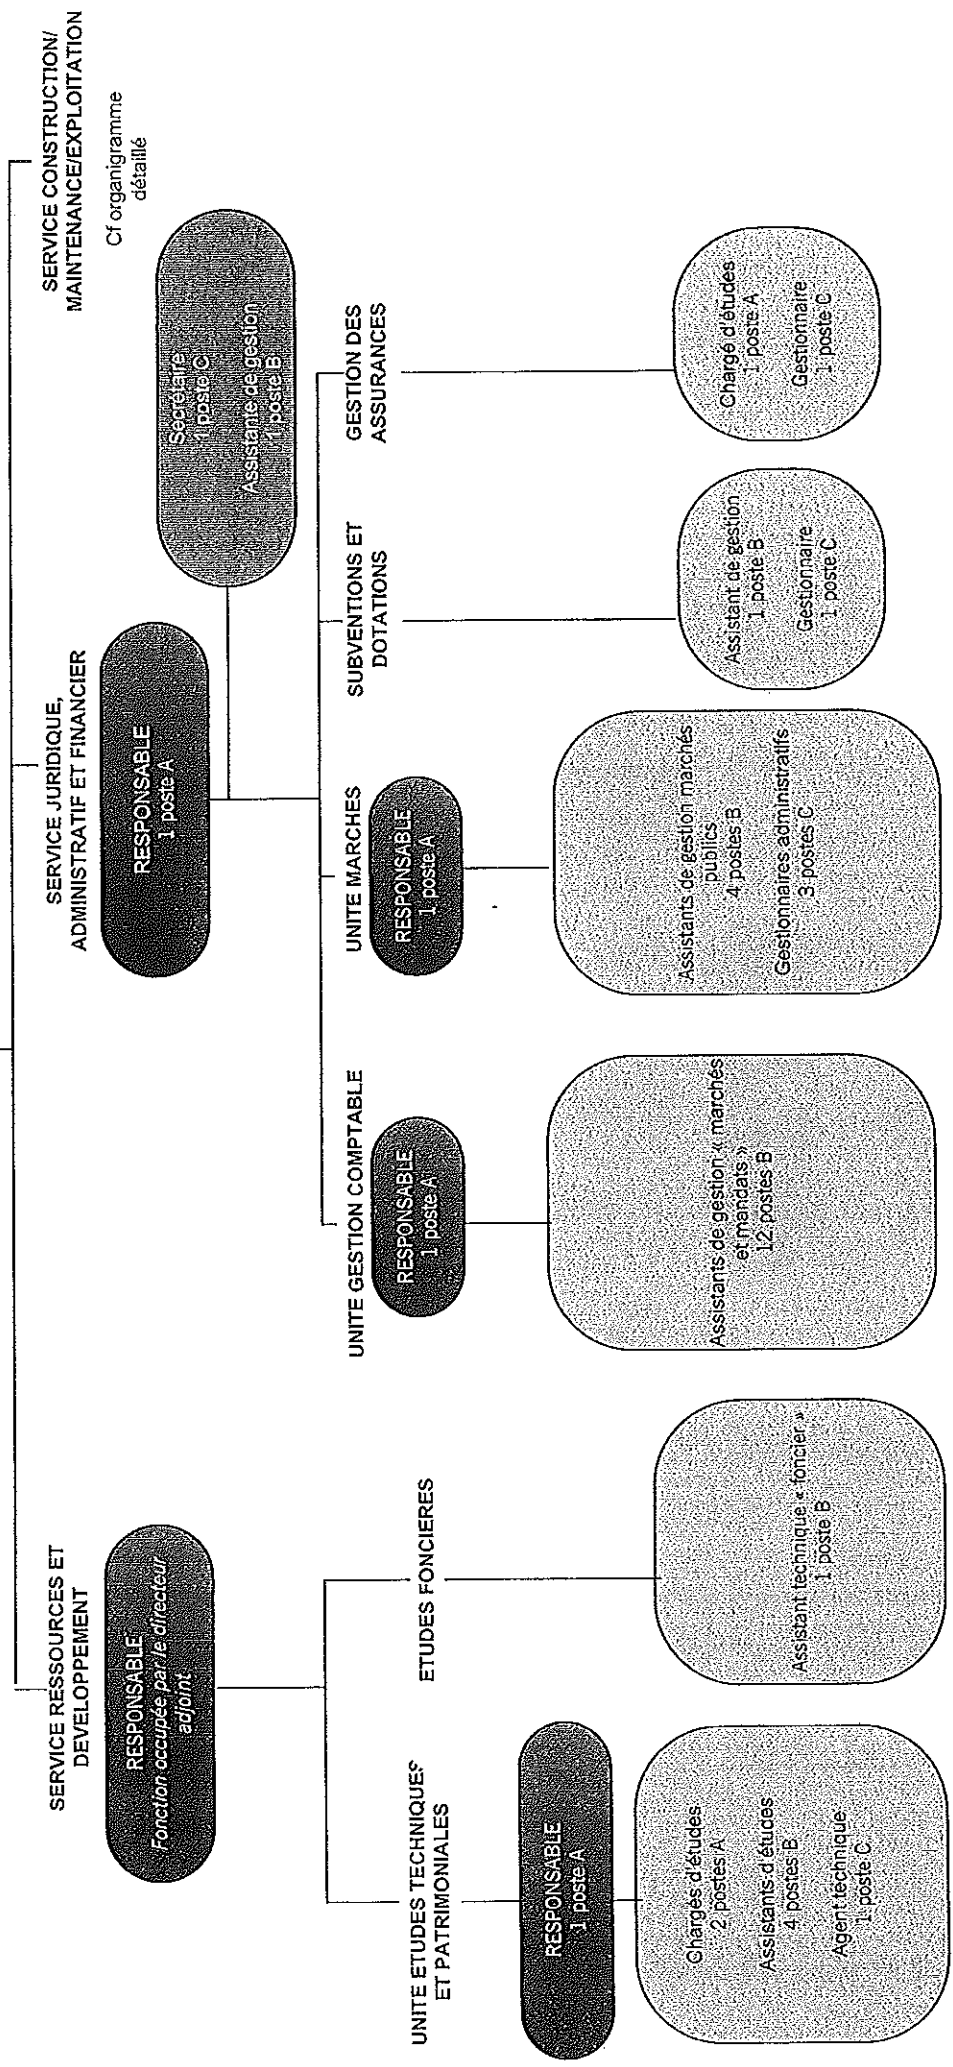 SERVICE RESSOURCES ET
DEVELOPPEMENT
RESPONSABLE
Fonction occupée par le directeur
adjoint
UNITE ETUDES TECHNIQUES
ET PATRIMONIALES
RESPONSABLE
1 poste A
Chargés d'études
2 postes A
Assistants d'études
4 postes B
Agent technique
1 poste C
ETUDES FONCIERES
Assistant technique « foncier »
1 poste B
SERVICE JURIDIQUE,
ADMINISTRATIF ET FINANCIER
RESPONSABLE
1 poste A
Secrétaire
1 poste C
Assistante de gestion
1 poste B
UNITE GESTION COMPTABLE
RESPONSABLE
1 poste A
Assistants de gestion « marchés
et mandats »
12 postes B
UNITE MARCHES
RESPONSABLE
1 poste A
Assistants de gestion marchés
publics
4 postes B
Gestionnaires administratifs
3 postes C
SUBVENTIONS ET
DOTATIONS
Assistant de gestion
1 poste B
Gestionnaire
1 poste C
GESTION DES
ASSURANCES
Chargé d'études
1 poste A
Gestionnaire
1 poste C
SERVICE CONSTRUCTION/
MAINTENANCE/EXPLOITATION
Cf organigramme
détaillé